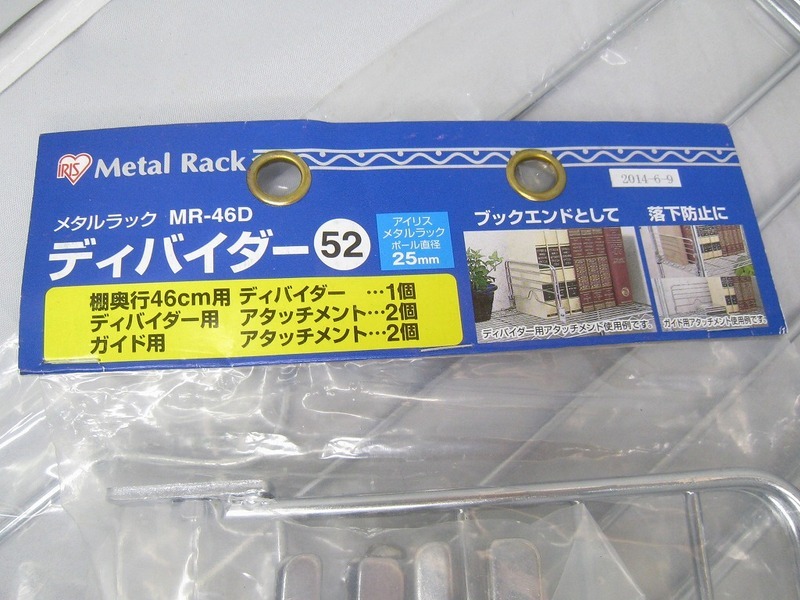 IRIS Metal Rack
2014-6-9
メタルラック MR-46D
ディバイダー 52
アイリス
メタルラック
ポール直径
25mm
棚奥行46cm用 ディバイダー …1個
ディバイダー用 アタッチメント…2個
ガイド用 アタッチメント…2個
ブックエンドとして
ディバイダー用アタッチメント使用例です。
落下防止に
ガイド用アタッチメント使用例です。